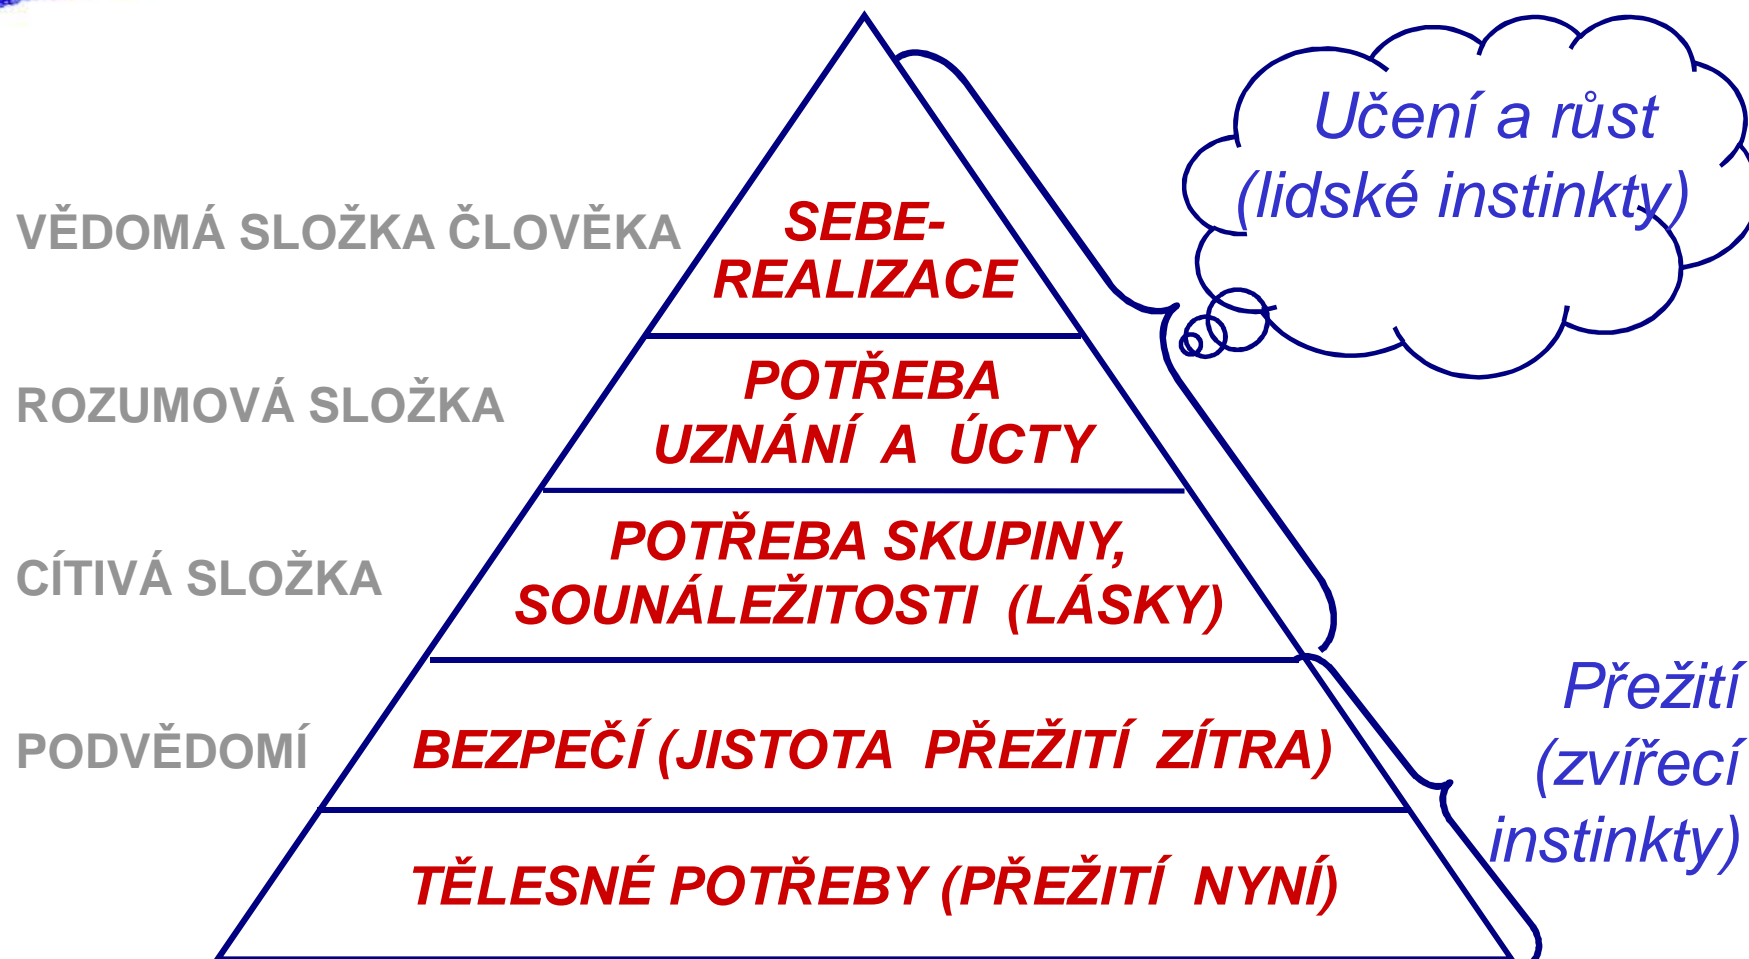 Učení a růst
(lidské instinkty)
VĚDOMÁ SLOŽKA ČLOVĚKA
SEBE-
REALIZACE
ROZUMOVÁ SLOŽKA
POTŘEBA
UZNÁNÍ A ÚCTY
CÍTIVÁ SLOŽKA
POTŘEBA SKUPINY,
SOUNÁLEŽITOSTI (LÁSKY)
PODVĚDOMÍ
BEZPEČÍ (JISTOTA PŘEŽITÍ ZÍTRA)
Přežití
(zvířecí
instinkty)
TĚLESNÉ POTŘEBY (PŘEŽITÍ NYNÍ)